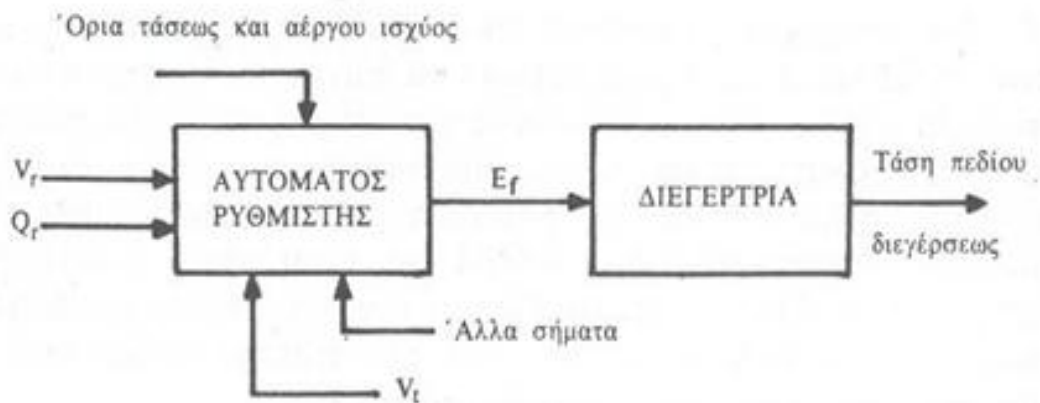 Όρια τάσεως και αέργου ισχύος
V_r
Q_r
ΑΥΤΟΜΑΤΟΣ
ΡΥΘΜΙΣΤΗΣ
E_f
ΔΙΕΓΕΡΤΡΙΑ
Τάση πεδίου
διεγέρσεως
Άλλα σήματα
V_t